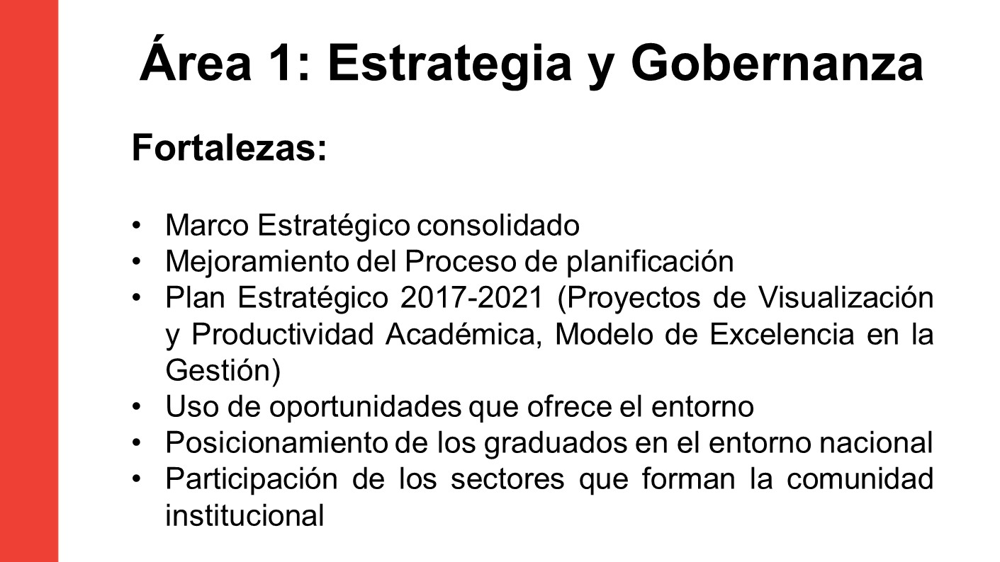 Área 1: Estrategia y Gobernanza
Fortalezas:
• Marco Estratégico consolidado
• Mejoramiento del Proceso de planificación
• Plan Estratégico 2017-2021 (Proyectos de Visualización
y Productividad Académica, Modelo de Excelencia en la
Gestión)
• Uso de oportunidades que ofrece el entorno
• Posicionamiento de los graduados en el entorno nacional
• Participación de los sectores que forman la comunidad
institucional